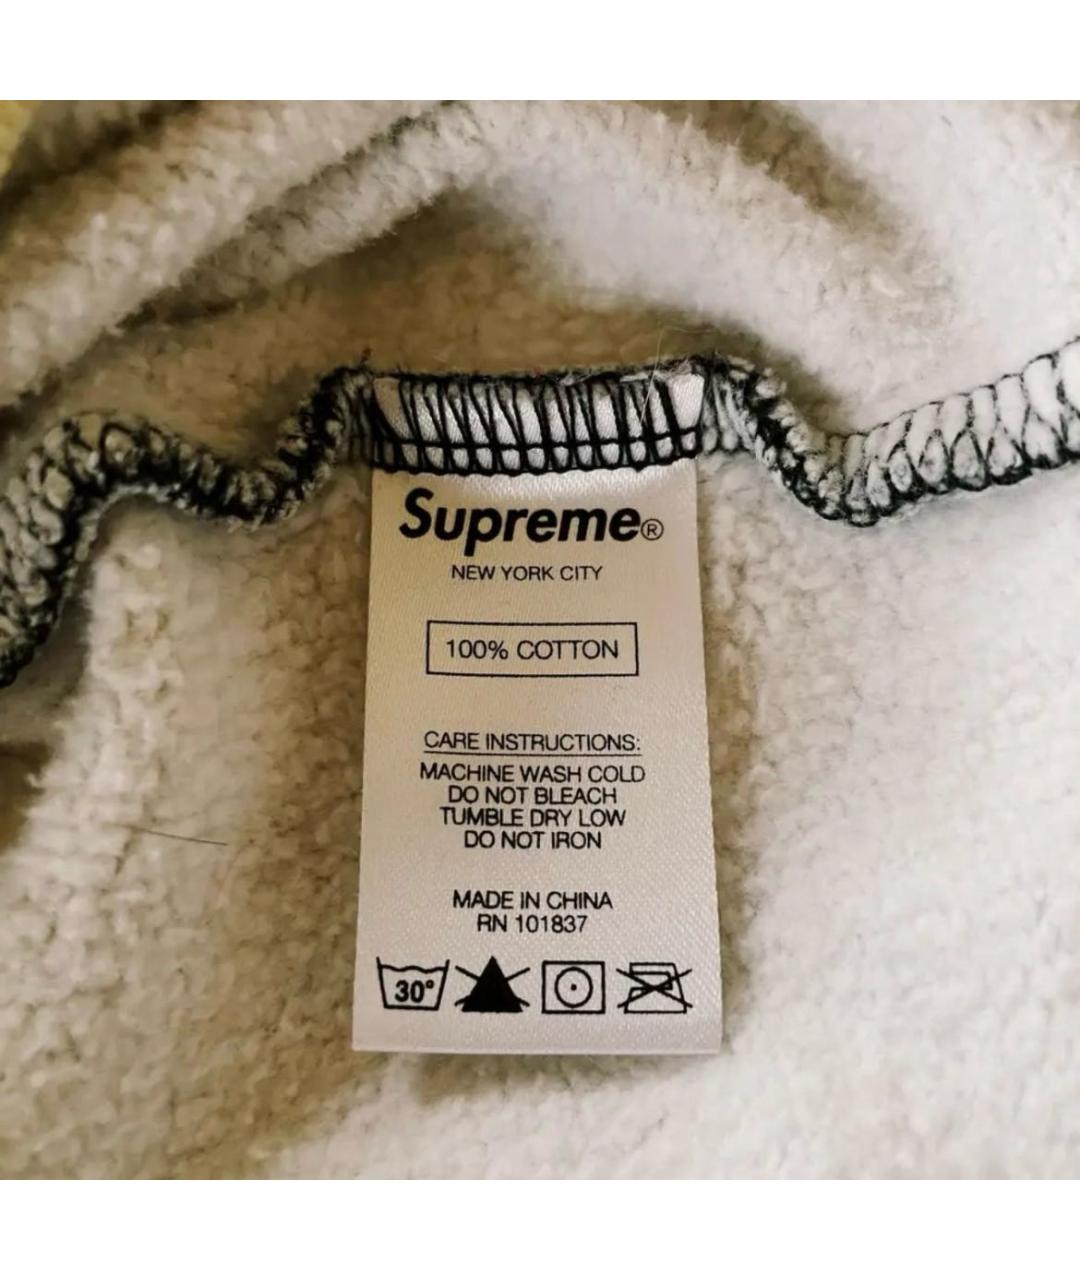 Supreme®
NEW YORK CITY
100% COTTON
CARE INSTRUCTIONS:
MACHINE WASH COLD
DO NOT BLEACH
TUMBLE DRY LOW
DO NOT IRON
MADE IN CHINA
RN 101837
30°